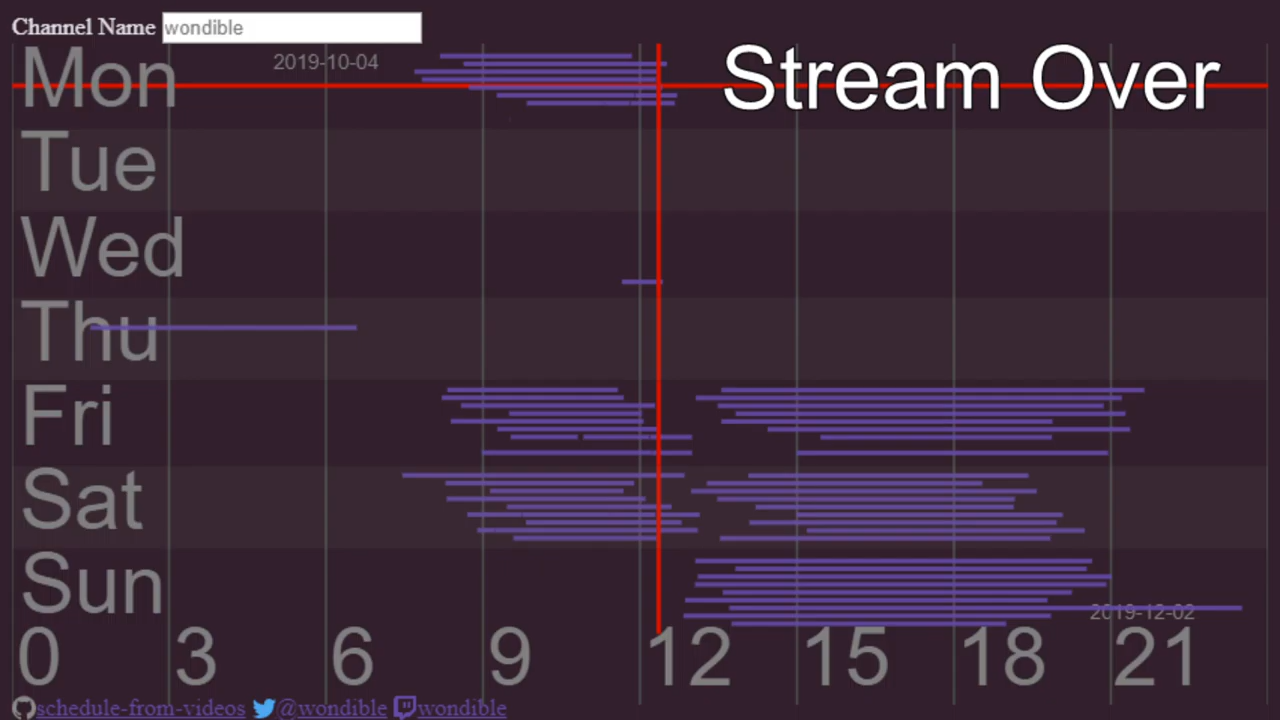 Channel Name wondible
Mon 2019-10-04 Stream Over
Tue
Wed
Thu
Fri
Sat
Sun
2019-12-02
0 3 6 9 12 15 18 21
schedule-from-videos @wondible wondible